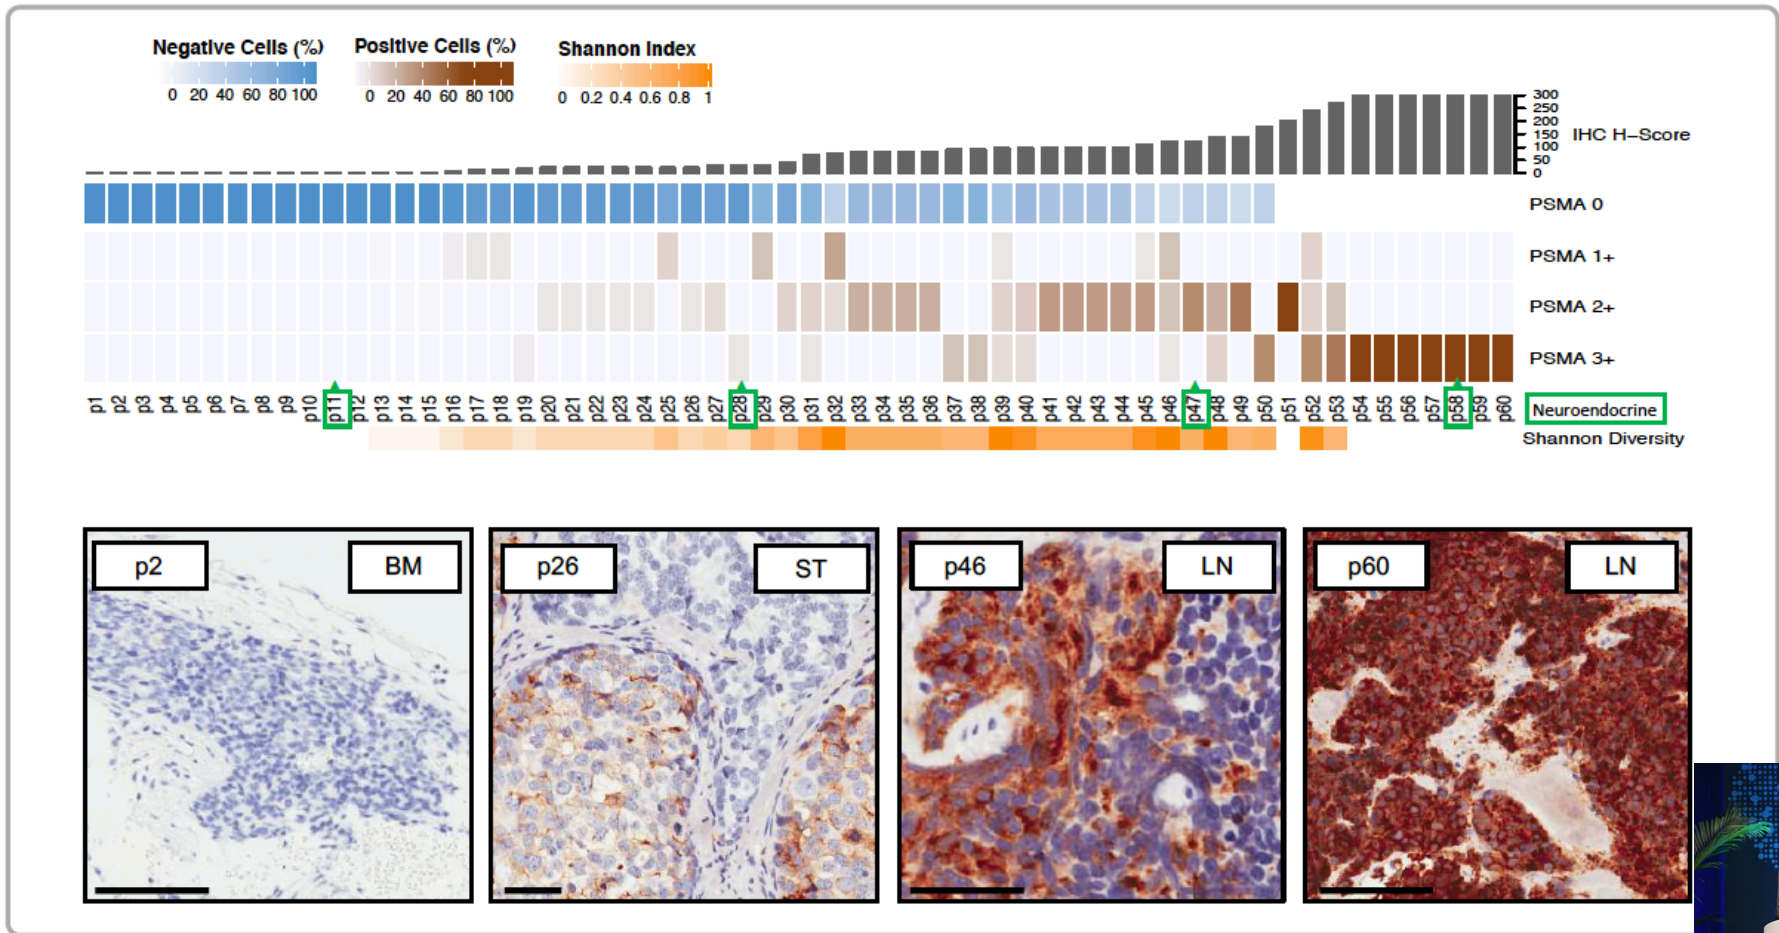 Negative Cells (%)
0 20 40 60 80 100
Positive Cells (%)
0 20 40 60 80 100
Shannon Index
0 0.2 0.4 0.6 0.8 1
300
250
200
150
100
50
0
IHC H-Score
PSMA 0
PSMA 1+
PSMA 2+
PSMA 3+
p1 p2 p3 p4 p5 p6 p7 p8 p9 p10 p11 p12 p13 p14 p15 p16 p17 p18 p19 p20 p21 p22 p23 p24 p25 p26 p27 p28 p29 p30 p31 p32 p33 p34 p35 p36 p37 p38 p39 p40 p41 p42 p43 p44 p45 p46 p47 p48 p49 p50 p51 p52 p53 p54 p55 p56 p57 p58 p59 p60
Neuroendocrine
Shannon Diversity
p2 BM
p26 ST
p46 LN
p60 LN